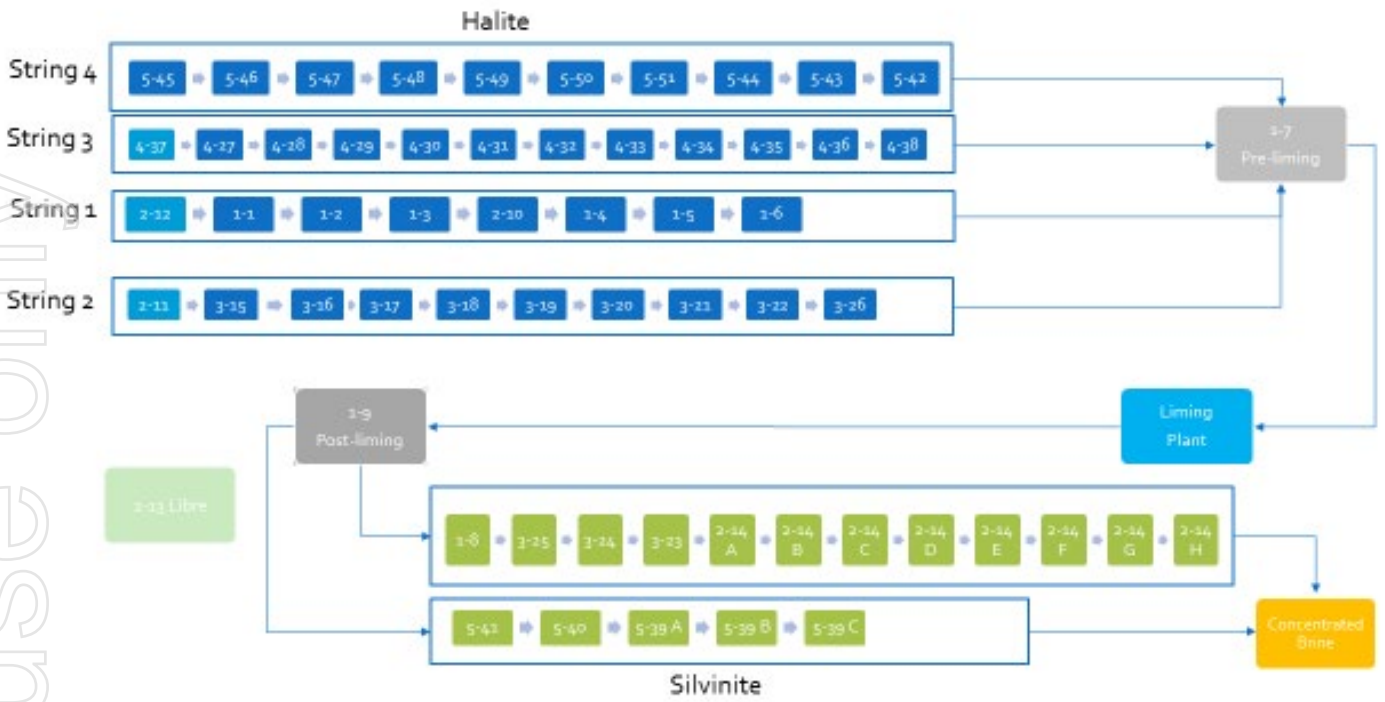 Halite
String 4
5-45 5-46 5-47 5-48 5-49 5-50 5-51 5-44 5-43 5-42
String 3
4-37 4-27 4-28 4-29 4-30 4-31 4-32 4-33 4-34 4-35 4-36 4-38
1-7
Pre-liming
String 1
2-12 1-1 1-2 1-3 2-10 1-4 1-5 1-6
String 2
2-11 3-15 3-16 3-17 3-18 3-19 3-20 3-21 3-22 3-26
1-9
Post-liming
Liming
Plant
2-13 Libre
1-8 3-25 3-24 3-23 2-14 2-14 2-14 2-14 2-14 2-14 2-14 2-14
A B C D E F G H
5-41 5-40 5-39 A 5-39 B 5-39 C
Concentrated
Brine
Silvinite
use only